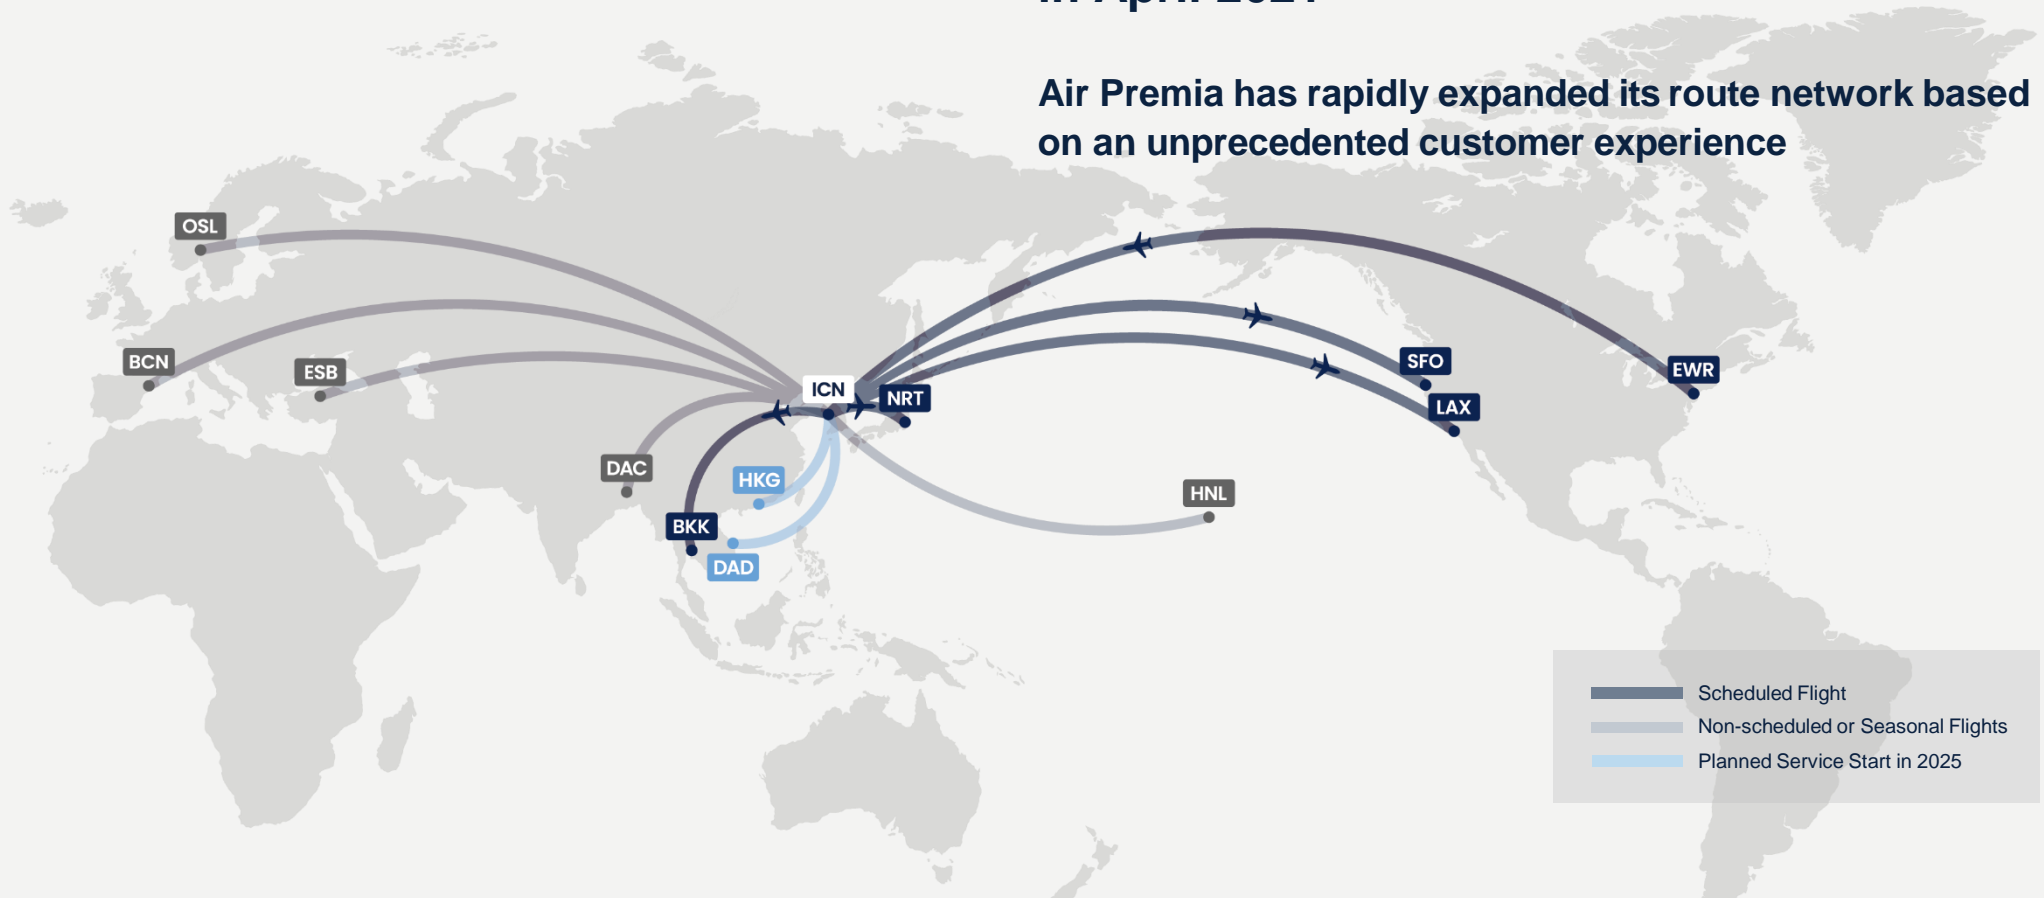 Air Premia has rapidly expanded its route network based
on an unprecedented customer experience
OSL
BCN
ESB
ICN
NRT
SFO
EWR
LAX
DAC
HKG
HNL
BKK
DAD
Scheduled Flight
Non-scheduled or Seasonal Flights
Planned Service Start in 2025